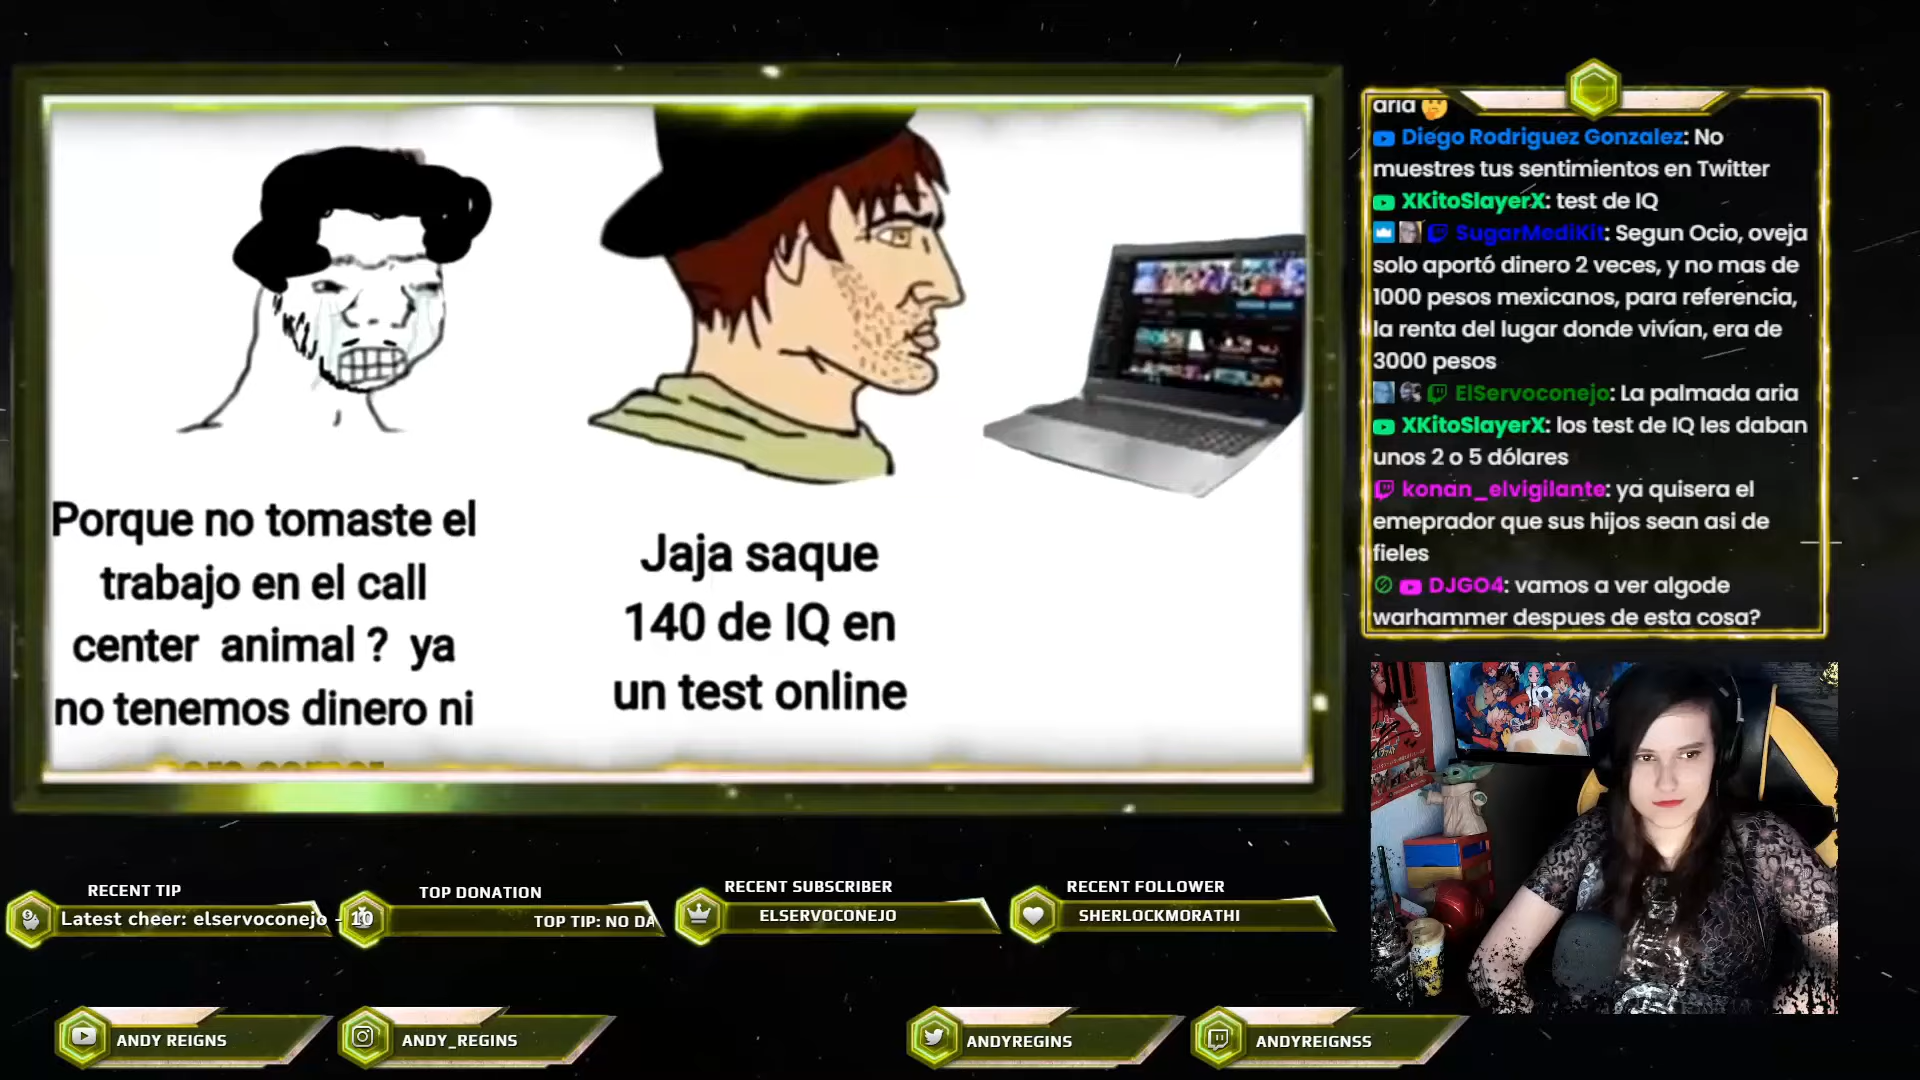 Porque no tomaste el
trabajo en el call
center animal ? ya
no tenemos dinero ni
Jaja saque
140 de IQ en
un test online
aria
Diego Rodriguez Gonzalez: No
muestres tus sentimientos en Twitter
XKitoSlayerX: test de IQ
SugarMediKit: Segun Ocio, oveja
solo aportó dinero 2 veces, y no mas de
1000 pesos mexicanos, para referencia,
la renta del lugar donde vivían, era de
3000 pesos
ElServoconejo: La palmada aria
XKitoSlayerX: los test de IQ les daban
unos 2 o 5 dólares
konan_elvigilante: ya quisera el
emeprador que sus hijos sean asi de
fieles
DJGO4: vamos a ver algode
warhammer despues de esta cosa?
RECENT TIP
Latest cheer: elservoconejo - 10
TOP DONATION
TOP TIP: NO DA
RECENT SUBSCRIBER
ELSERVOCONEJO
RECENT FOLLOWER
SHERLOCKMORATHI
ANDY REIGNS
ANDY_REGINS
ANDYREGINS
ANDYREIGNSS